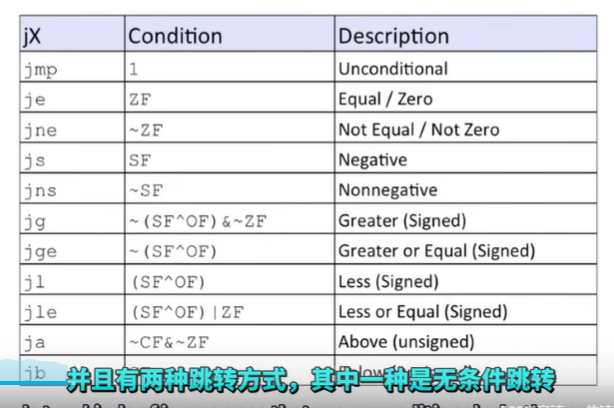 jX Condition Description
jmp 1 Unconditional
je ZF Equal / Zero
jne ~ZF Not Equal / Not Zero
js SF Negative
jns ~SF Nonnegative
jg ~(SF^OF)&~ZF Greater (Signed)
jge ~(SF^OF) Greater or Equal (Signed)
jl (SF^OF) Less (Signed)
jle (SF^OF)|ZF Less or Equal (Signed)
ja ~CF&~ZF Above (unsigned)
jb
并且有两种跳转方式，其中一种是无条件跳转